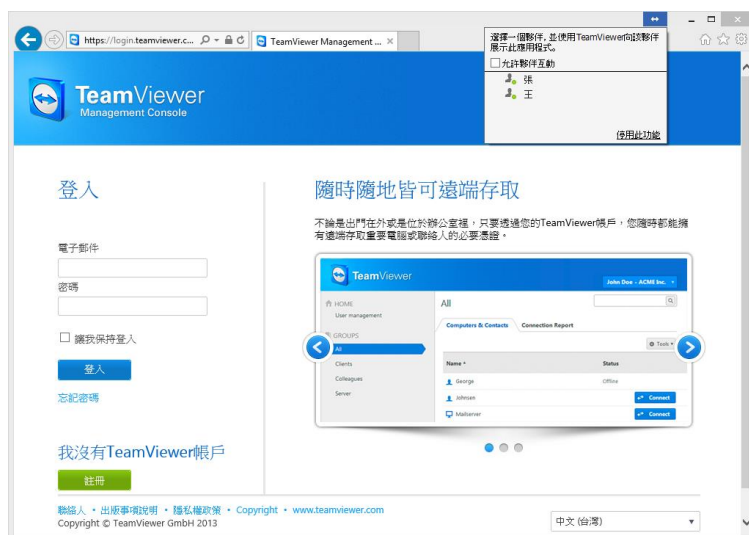 https://login.teamviewer.c...
TeamViewer Management ...
選擇一個夥伴, 並使用TeamViewer向該夥伴
展示此應用程式。
允許夥伴互動
張
王
停用此功能
TeamViewer
Management Console
登入
電子郵件
密碼
讓我保持登入
登入
忘記密碼
我沒有TeamViewer帳戶
註冊
隨時隨地皆可遠端存取
不論是出門在外或是位於辦公室裡，只要透過您的TeamViewer帳戶，您隨時都能擁
有遠端存取重要電腦或聯絡人的必要憑證。
TeamViewer
John Doe - ACME Inc.
HOME
User management
GROUPS
All
Clients
Colleagues
Server
All
Computers & Contacts
Connection Report
Tools
Name
Status
George
Offline
Johnsen
Connect
Mailserver
Connect
聯絡人 • 出版事項說明 • 隱私權政策 • Copyright • www.teamviewer.com
Copyright © TeamViewer GmbH 2013
中文 (台灣)